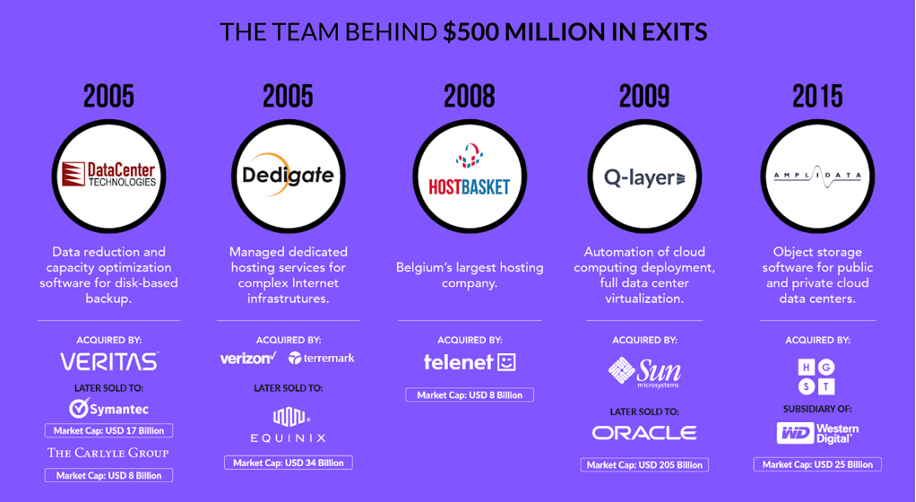 THE TEAM BEHIND $500 MILLION IN EXITS
2005
DataCenter
TECHNOLOGIES
Data reduction and
capacity optimization
software for disk-based
backup.
ACQUIRED BY:
VERITAS
LATER SOLD TO:
Symantec
Market Cap: USD 17 Billion
THE CARLYLE GROUP
Market Cap: USD 8 Billion
2005
Dedigate
Managed dedicated
hosting services for
complex Internet
infrastrutures.
ACQUIRED BY:
verizon terremark
LATER SOLD TO:
EQUINIX
Market Cap: USD 34 Billion
2008
HOSTBASKET
Belgium's largest hosting
company.
ACQUIRED BY:
telenet
Market Cap: USD 8 Billion
2009
Q-layer
Automation of cloud
computing deployment,
full data center
virtualization.
ACQUIRED BY:
Sun
microsystems
LATER SOLD TO:
ORACLE
Market Cap: USD 205 Billion
2015
AMPLIDATA
Object storage
software for public
and private cloud
data centers.
ACQUIRED BY:
H G
S T
SUBSIDIARY OF:
WD Western
Digital®
Market Cap: USD 25 Billion